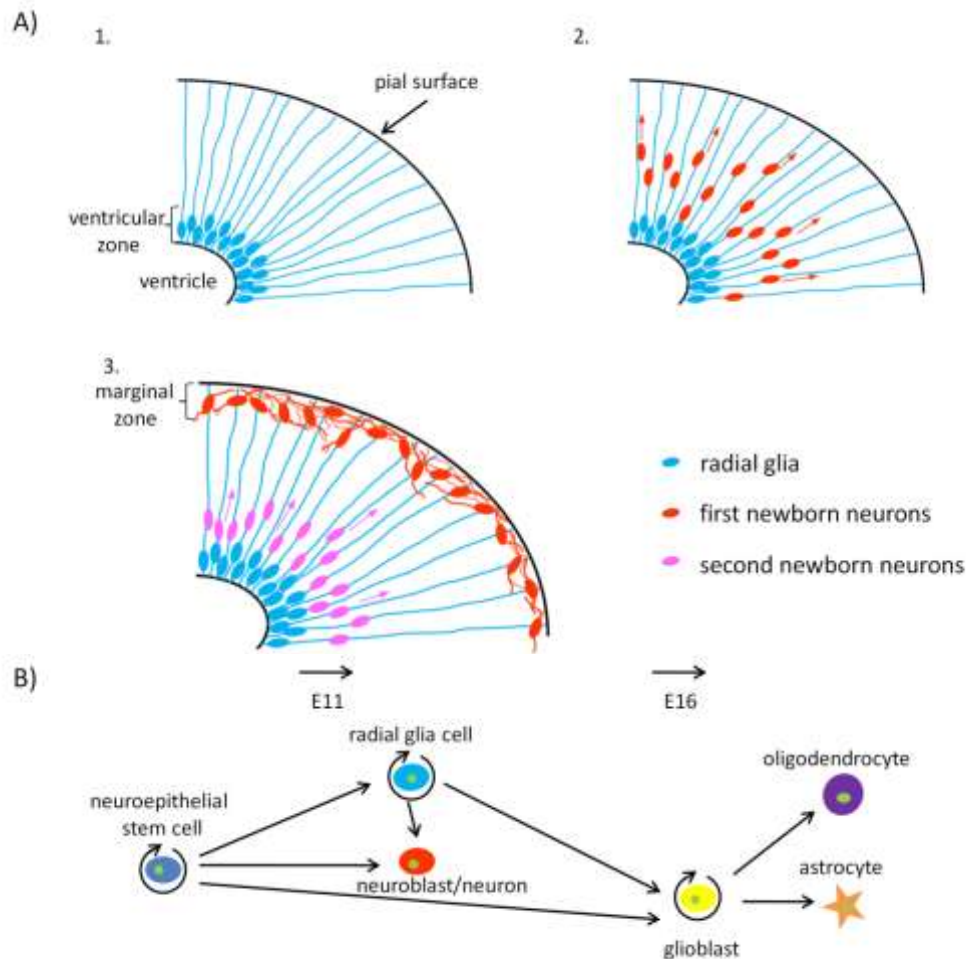 A)
1.
2.
pial surface
ventricular
zone
ventricle
3.
marginal
zone
radial glia
first newborn neurons
second newborn neurons
B)
E11
E16
radial glia cell
oligodendrocyte
neuroepithelial
stem cell
neuroblast/neuron
astrocyte
glioblast